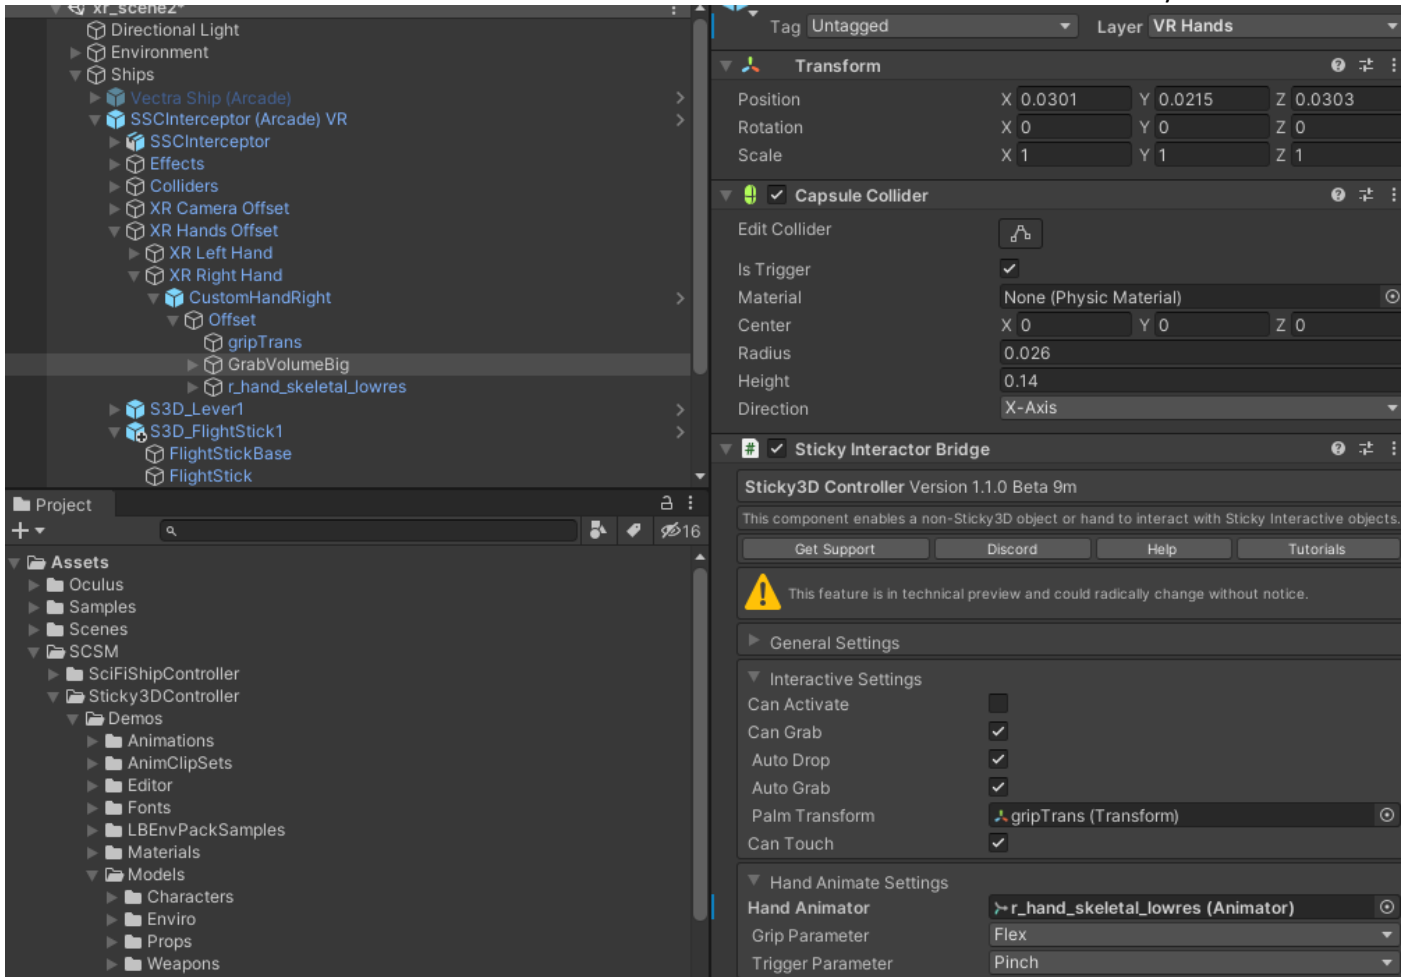 xr_scene2*
Directional Light
Environment
Ships
Vectra Ship (Arcade)
SSCInterceptor (Arcade) VR
SSCInterceptor
Effects
Colliders
XR Camera Offset
XR Hands Offset
XR Left Hand
XR Right Hand
CustomHandRight
Offset
gripTrans
GrabVolumeBig
r_hand_skeletal_lowres
S3D_Lever1
S3D_FlightStick1
FlightStickBase
FlightStick
Project
16
Assets
Oculus
Samples
Scenes
SCSM
SciFiShipController
Sticky3DController
Demos
Animations
AnimClipSets
Editor
Fonts
LBEnvPackSamples
Materials
Models
Characters
Enviro
Props
Weapons
Tag Untagged Layer VR Hands
Transform
Position X 0.0301 Y 0.0215 Z 0.0303
Rotation X 0 Y 0 Z 0
Scale X 1 Y 1 Z 1
Capsule Collider
Edit Collider
Is Trigger
Material None (Physic Material)
Center X 0 Y 0 Z 0
Radius 0.026
Height 0.14
Direction X-Axis
# Sticky Interactor Bridge
Sticky3D Controller Version 1.1.0 Beta 9m
This component enables a non-Sticky3D object or hand to interact with Sticky Interactive objects.
Get Support Discord Help Tutorials
This feature is in technical preview and could radically change without notice.
General Settings
Interactive Settings
Can Activate
Can Grab
Auto Drop
Auto Grab
Palm Transform gripTrans (Transform)
Can Touch
Hand Animate Settings
Hand Animator r_hand_skeletal_lowres (Animator)
Grip Parameter Flex
Trigger Parameter Pinch